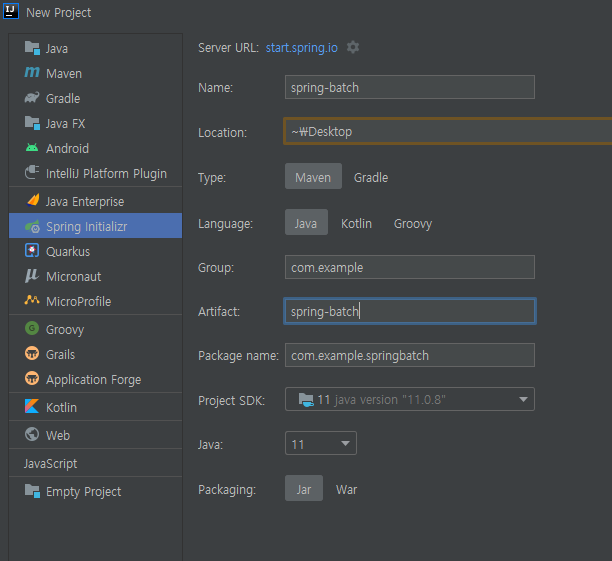 New Project
Java
Maven
Gradle
Java FX
Android
IntelliJ Platform Plugin
Java Enterprise
Spring Initializr
Quarkus
Micronaut
MicroProfile
Groovy
Grails
Application Forge
Kotlin
Web
JavaScript
Empty Project
Server URL: start.spring.io
Name: spring-batch
Location: ~₩Desktop
Type: Maven Gradle
Language: Java Kotlin Groovy
Group: com.example
Artifact: spring-batch
Package name: com.example.springbatch
Project SDK: 11 java version "11.0.8"
Java: 11
Packaging: Jar War